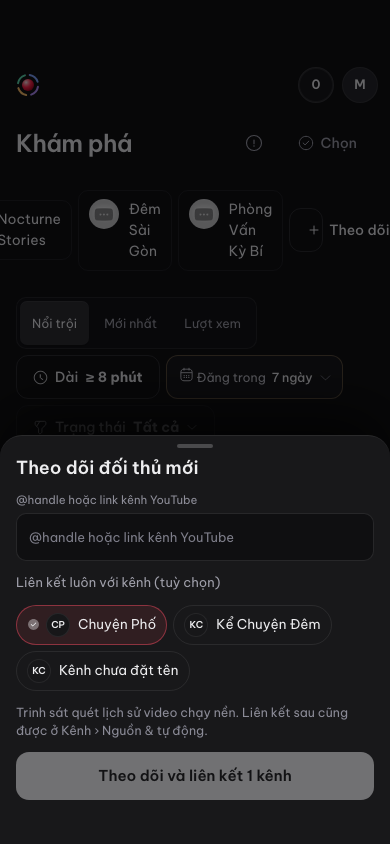 0 M
Khám phá
Chọn
Nocturne
Stories
Đêm
Sài
Gòn
Phòng
Vấn
Kỳ Bí
+ Theo dõi
Nổi trội Mới nhất Lượt xem
Dài ≥ 8 phút Đăng trong 7 ngày
Trạng thái Tất cả
Theo dõi đối thủ mới
@handle hoặc link kênh YouTube
@handle hoặc link kênh YouTube
Liên kết luôn với kênh (tuỳ chọn)
CP Chuyện Phố KC Kể Chuyện Đêm
KC Kênh chưa đặt tên
Trinh sát quét lịch sử video chạy nền. Liên kết sau cũng
được ở Kênh › Nguồn & tự động.
Theo dõi và liên kết 1 kênh